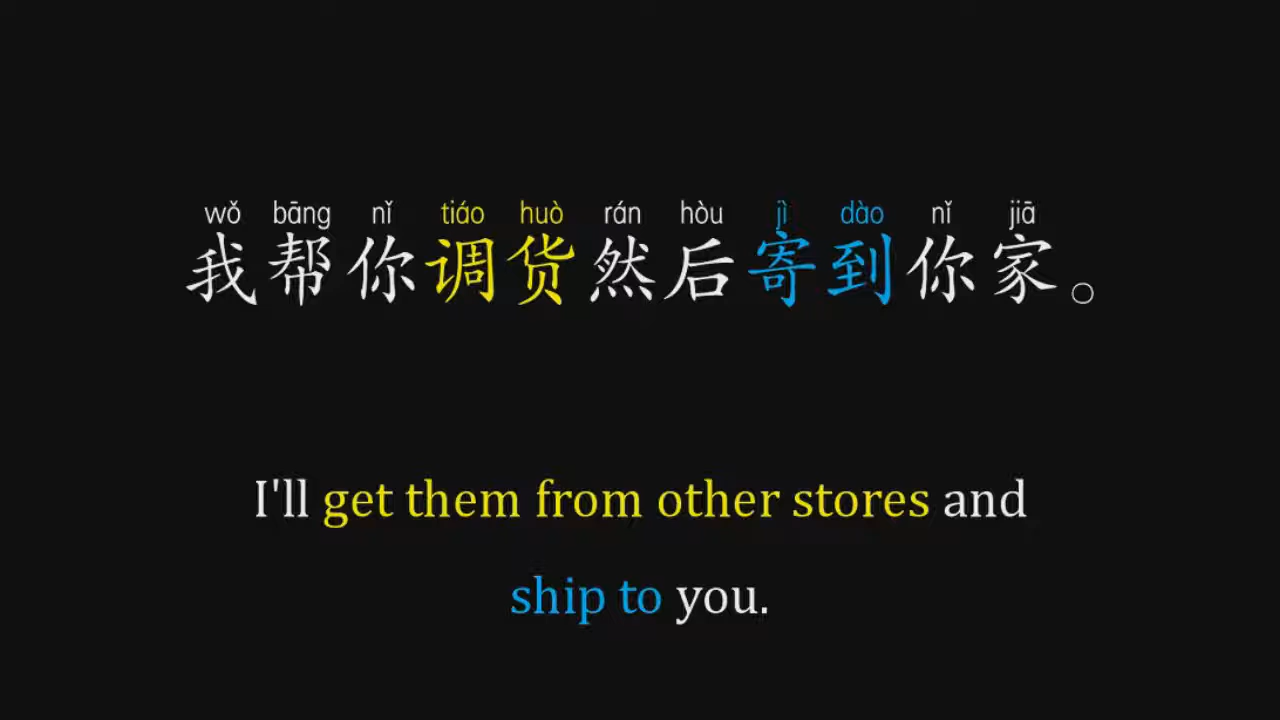 wǒ bāng nǐ tiáo huò rán hòu jì dào nǐ jiā
我帮你调货然后寄到你家。
I'll get them from other stores and
ship to you.